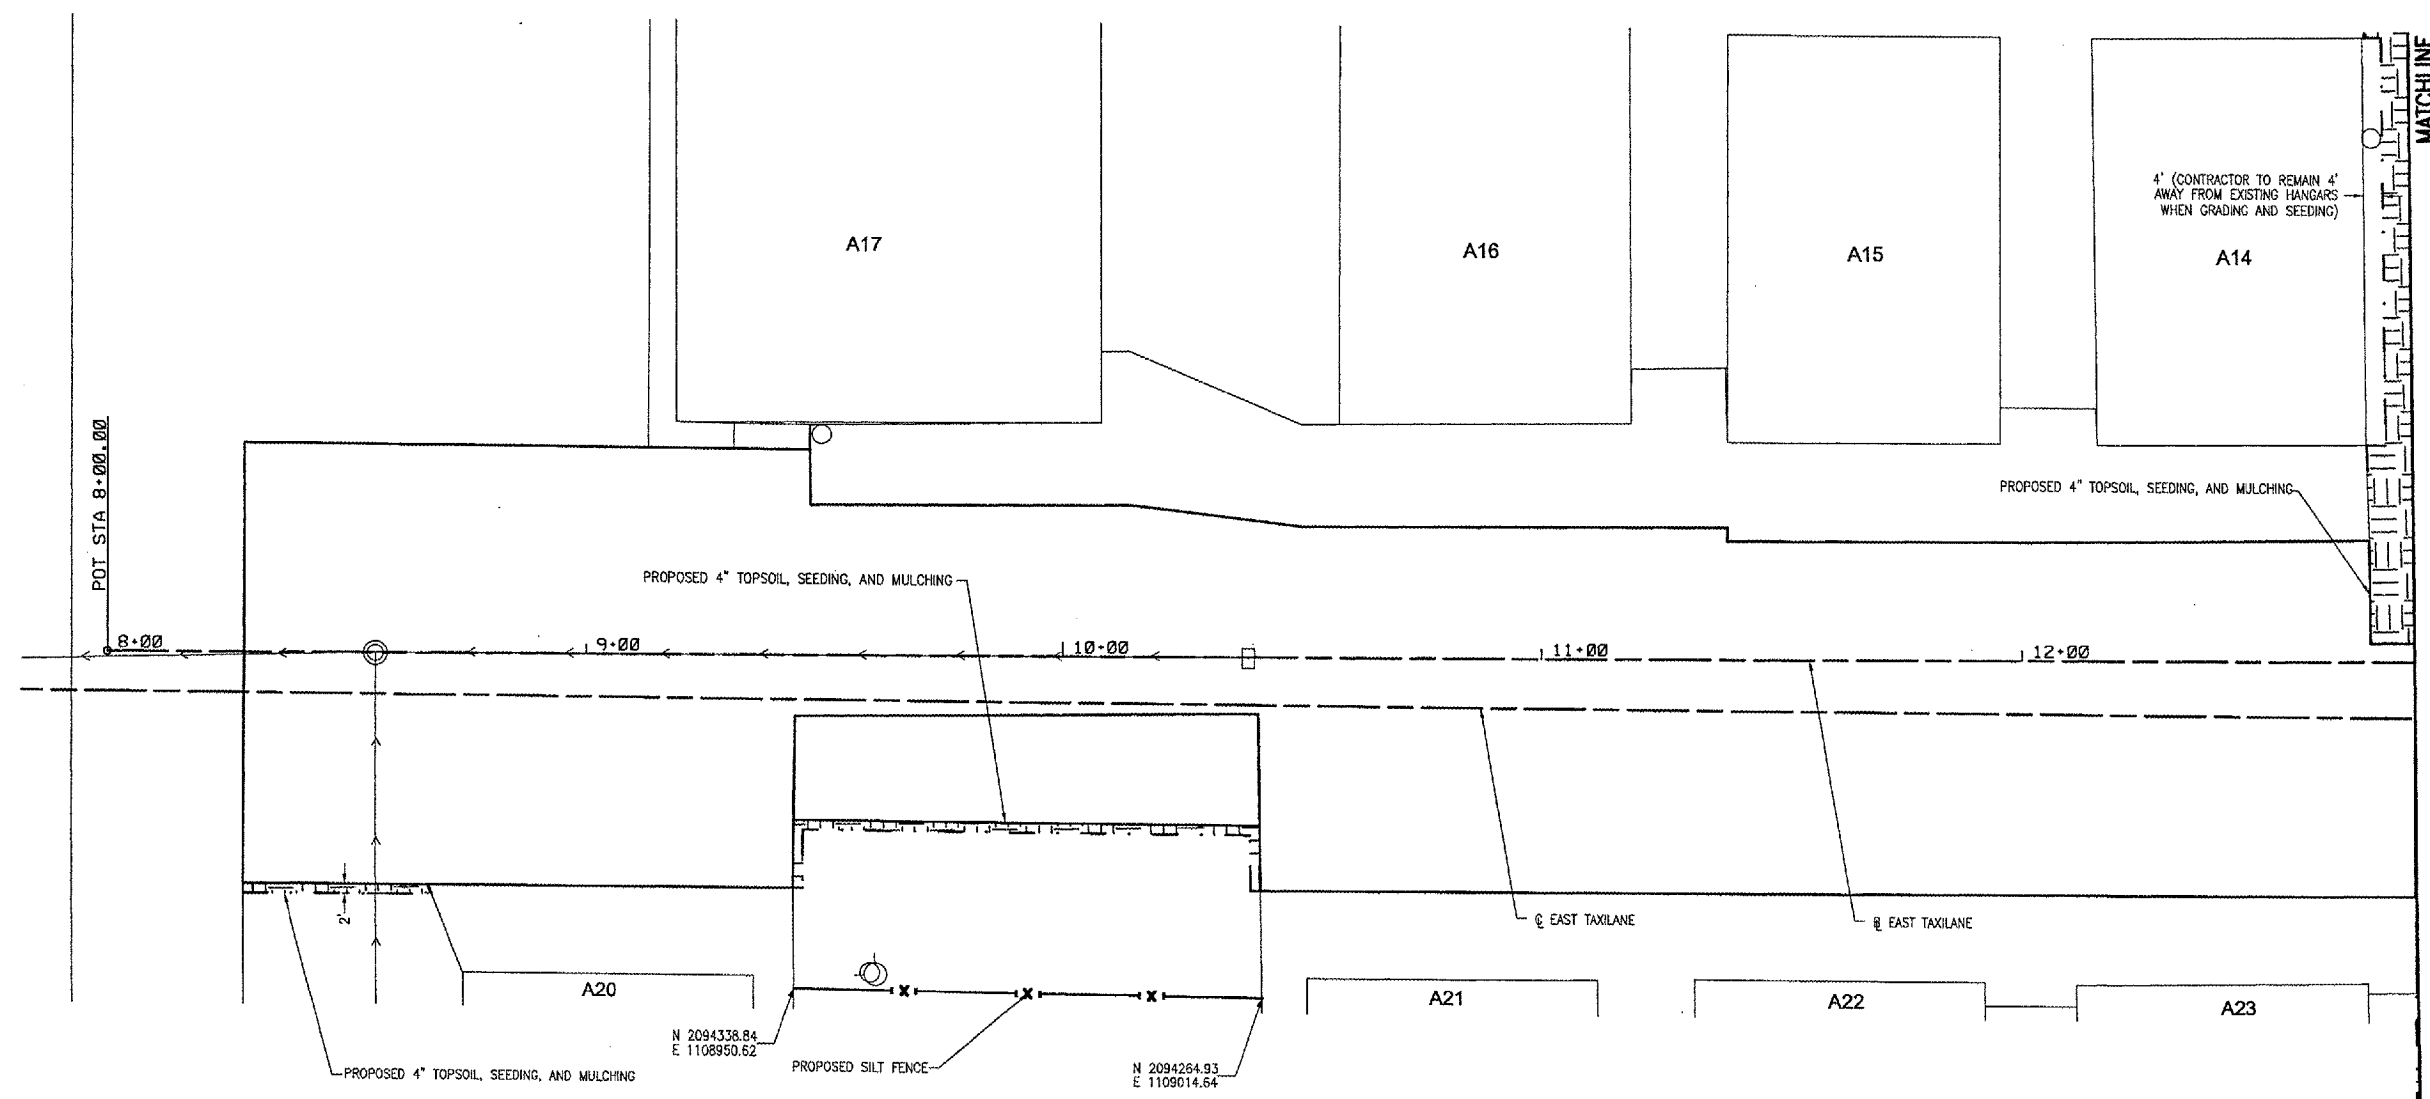 MATCHLINE
4' (CONTRACTOR TO REMAIN 4'
AWAY FROM EXISTING HANGARS
WHEN GRADING AND SEEDING)
A17
A16
A15
A14
POT STA 8+00.00
PROPOSED 4" TOPSOIL, SEEDING, AND MULCHING
PROPOSED 4" TOPSOIL, SEEDING, AND MULCHING
8+00
9+00
10+00
11+00
12+00
2'
℄ EAST TAXILANE
EAST TAXILANE
A20
A21
A22
A23
N 2094338.84
E 1108950.62
PROPOSED SILT FENCE
N 2094264.93
E 1109014.64
PROPOSED 4" TOPSOIL, SEEDING, AND MULCHING